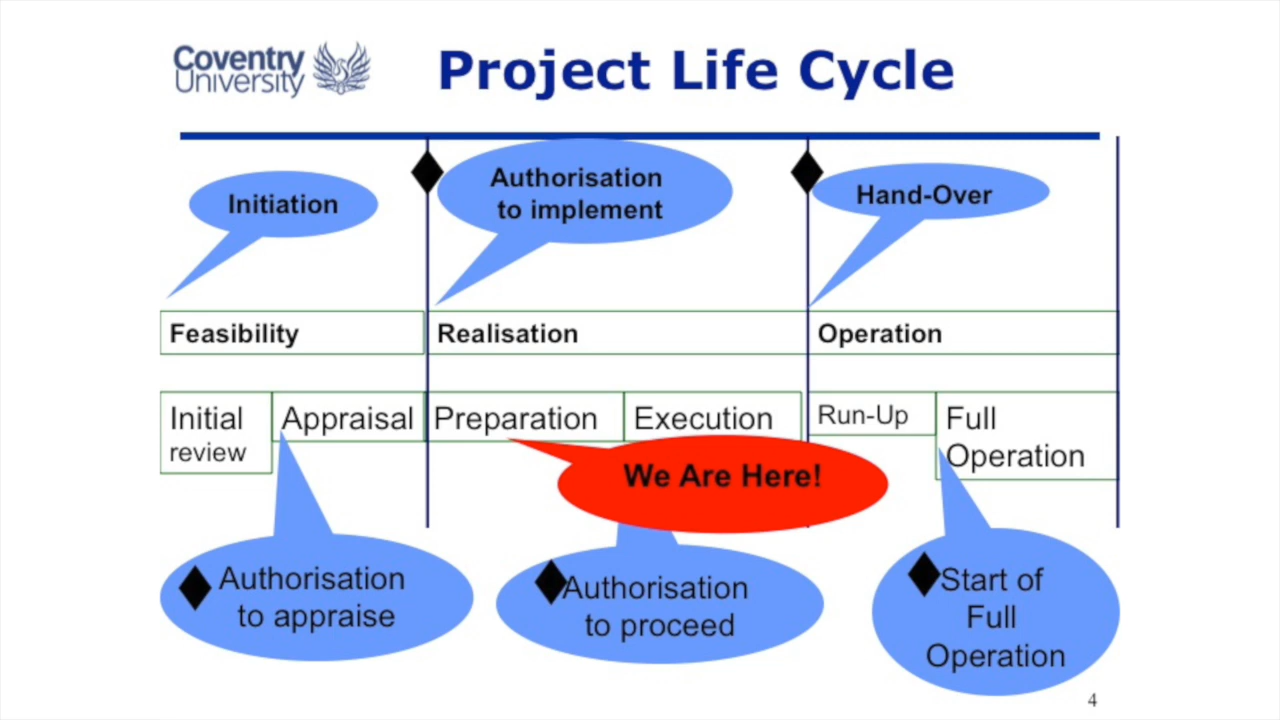 Coventry
University
Project Life Cycle
Initiation
Authorisation
to implement
Hand-Over
Feasibility
Realisation
Operation
Initial
review
Appraisal
Preparation
Execution
Run-Up
Full
Operation
We Are Here!
Authorisation
to appraise
Authorisation
to proceed
Start of
Full
Operation
4